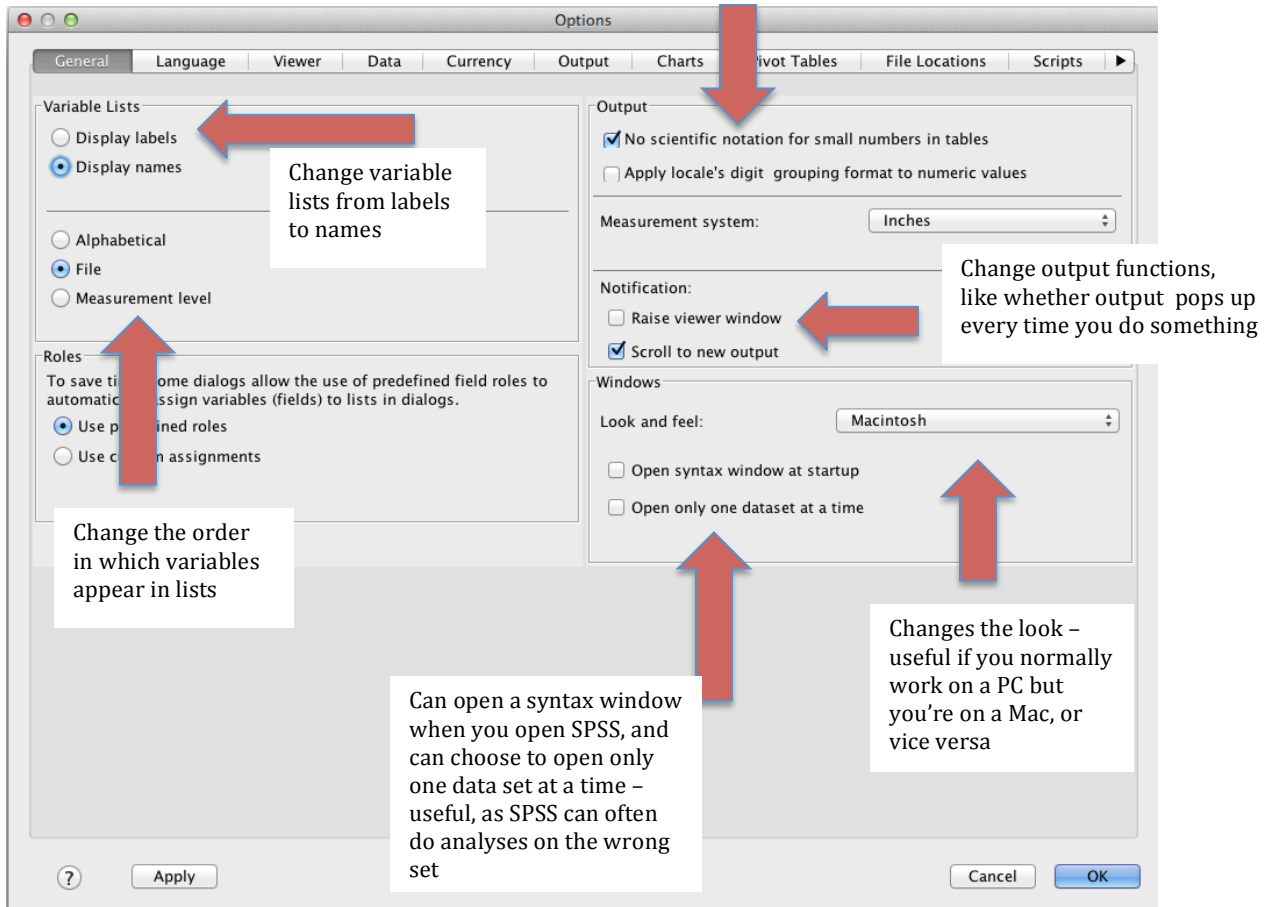 Options
General Language Viewer Data Currency Output Charts Pivot Tables File Locations Scripts
Variable Lists
Display labels
Display names
Change variable
lists from labels
to names
Alphabetical
File
Measurement level
Roles
To save ti ome dialogs allow the use of predefined field roles to
automatic ssign variables (fields) to lists in dialogs.
Use p ined roles
Use c m assignments
Change the order
in which variables
appear in lists
Output
No scientific notation for small numbers in tables
Apply locale's digit grouping format to numeric values
Measurement system: Inches
Notification:
Raise viewer window
Scroll to new output
Change output functions,
like whether output pops up
every time you do something
Windows
Look and feel: Macintosh
Open syntax window at startup
Open only one dataset at a time
Can open a syntax window
when you open SPSS, and
can choose to open only
one data set at a time –
useful, as SPSS can often
do analyses on the wrong
set
Changes the look –
useful if you normally
work on a PC but
you're on a Mac, or
vice versa
? Apply Cancel OK